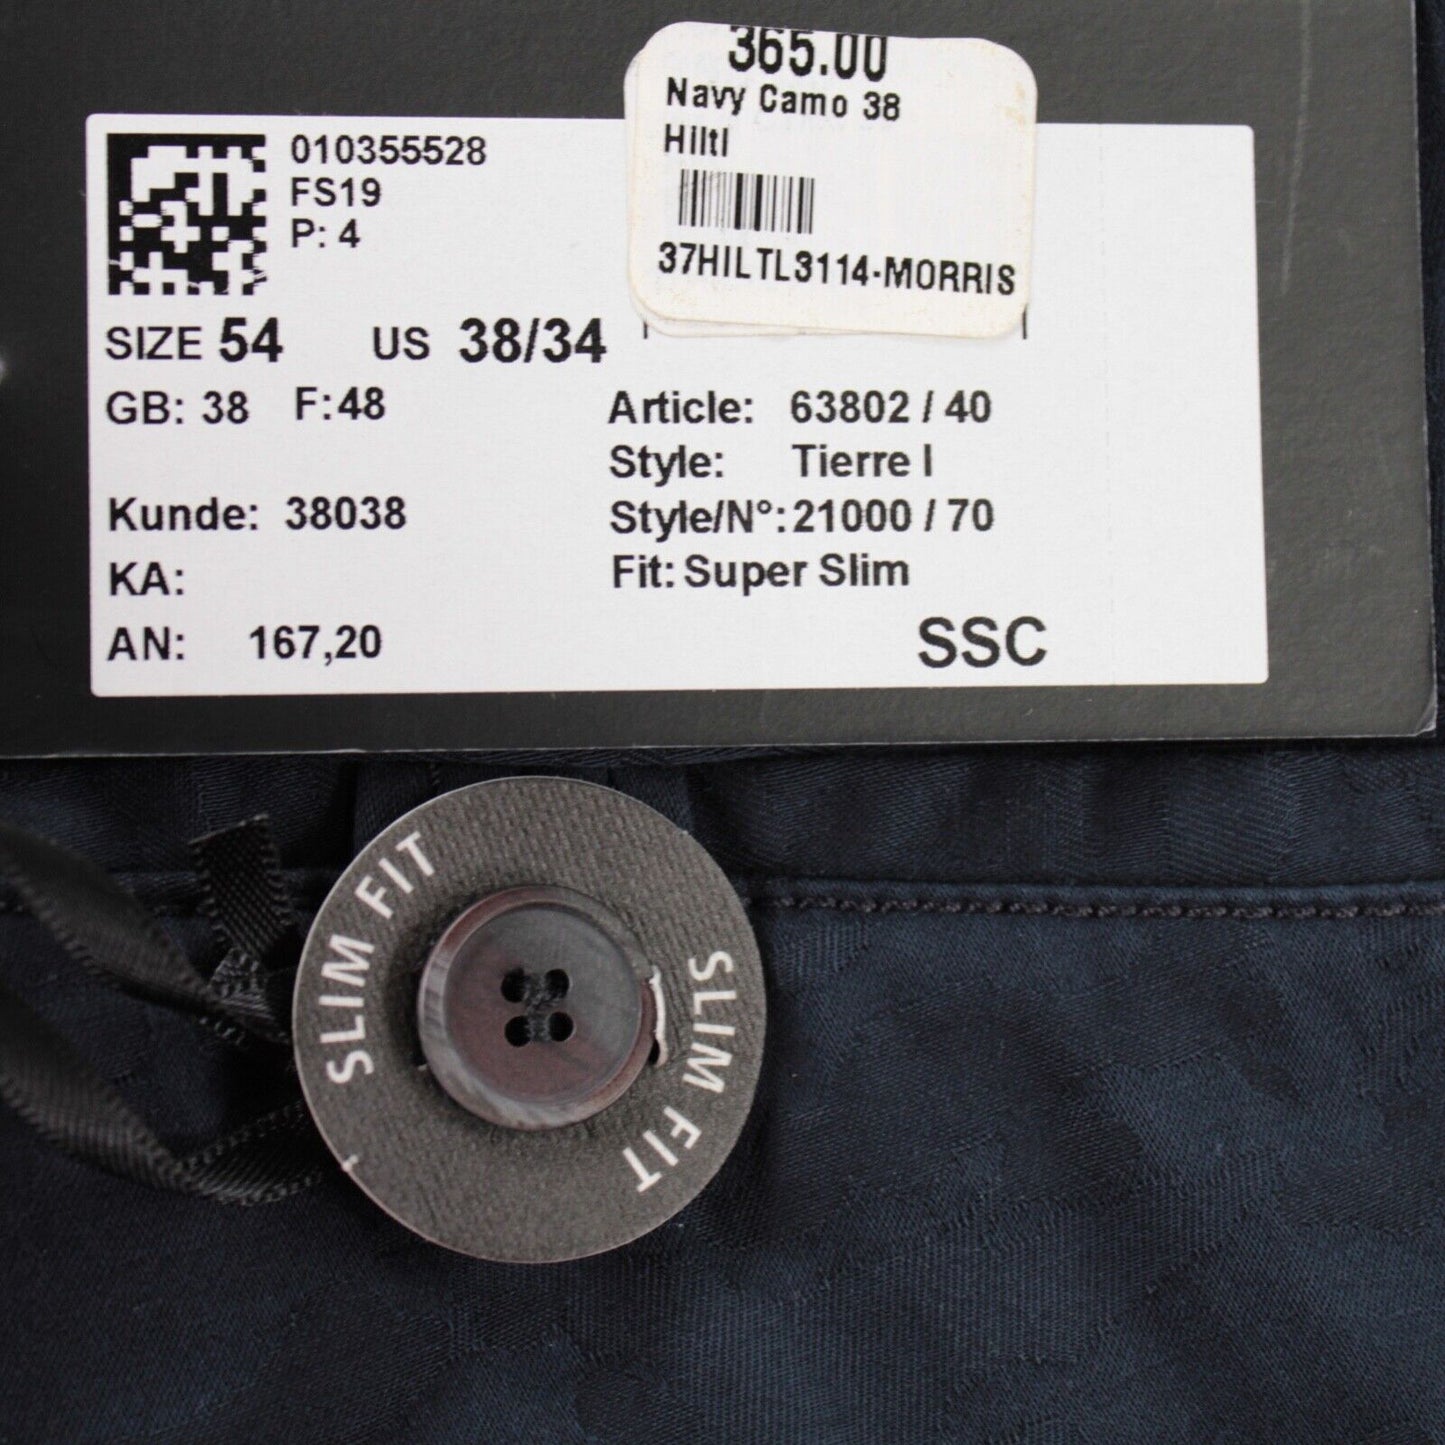 365.00
Navy Camo 38
Hiltl
37HILTL3114-MORRIS
010355528
FS19
P: 4
SIZE 54 US 38/34
GB: 38 F:48
Article: 63802 / 40
Style: Tierre I
Kunde: 38038
Style/N°: 21000 / 70
KA:
Fit: Super Slim
AN: 167,20
SSC
SLIM FIT
SLIM FIT